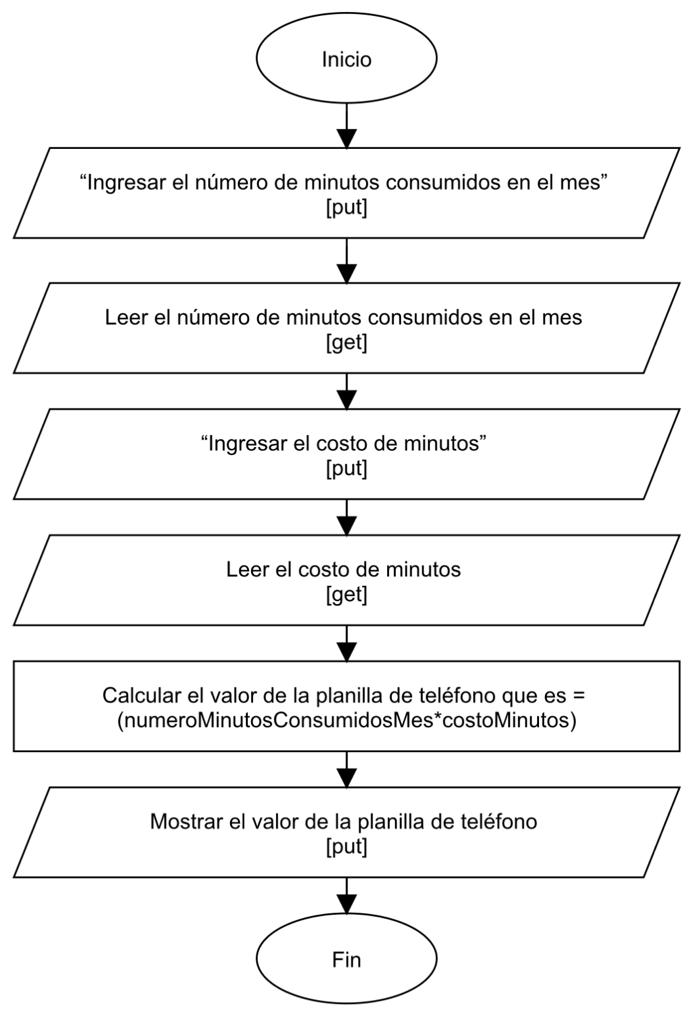 Inicio
“Ingresar el número de minutos consumidos en el mes”
[put]
Leer el número de minutos consumidos en el mes
[get]
“Ingresar el costo de minutos”
[put]
Leer el costo de minutos
[get]
Calcular el valor de la planilla de teléfono que es =
(numeroMinutosConsumidosMes*costoMinutos)
Mostrar el valor de la planilla de teléfono
[put]
Fin